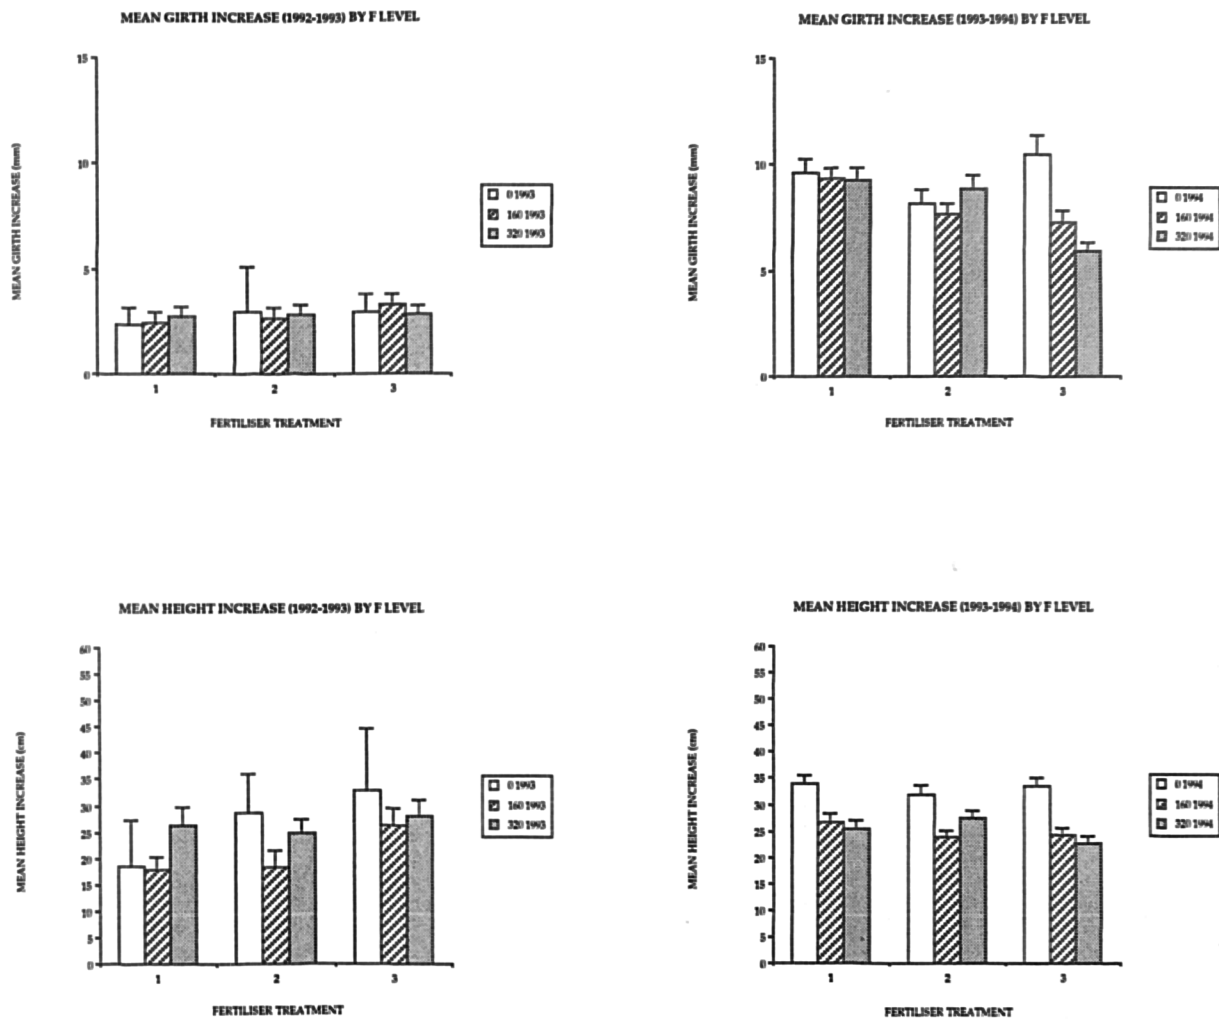 MEAN GIRTH INCREASE (1992-1993) BY F LEVEL
15
10
5
0
MEAN GIRTH INCREASE (mm)
1 2 3
FERTILISER TREATMENT
0 1993
160 1993
320 1993
MEAN GIRTH INCREASE (1993-1994) BY F LEVEL
15
10
5
0
MEAN GIRTH INCREASE (mm)
1 2 3
FERTILISER TREATMENT
0 1994
160 1994
320 1994
MEAN HEIGHT INCREASE (1992-1993) BY F LEVEL
60
55
50
45
40
35
30
25
20
15
10
5
0
MEAN HEIGHT INCREASE (cm)
1 2 3
FERTILISER TREATMENT
0 1993
160 1993
320 1993
MEAN HEIGHT INCREASE (1993-1994) BY F LEVEL
60
55
50
45
40
35
30
25
20
15
10
5
0
MEAN HEIGHT INCREASE (cm)
1 2 3
FERTILISER TREATMENT
0 1994
160 1994
320 1994